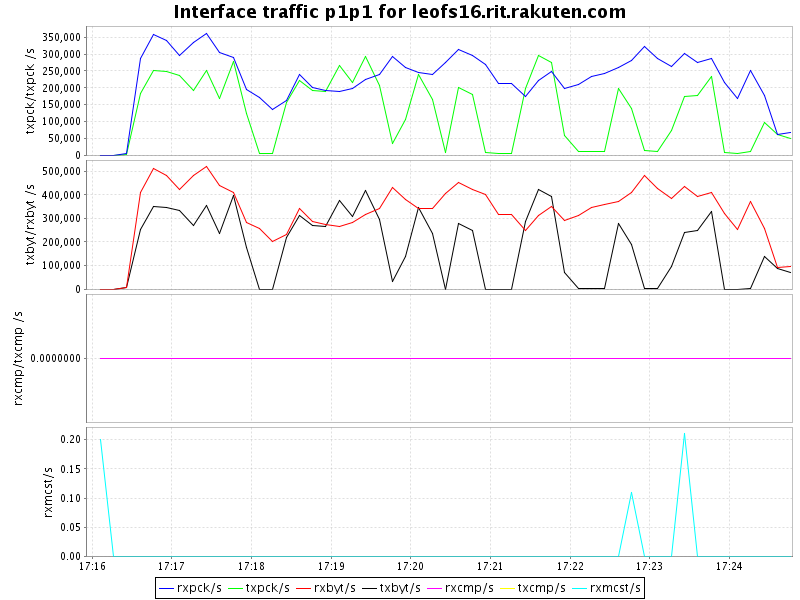 Interface traffic p1p1 for leofs16.rit.rakuten.com
txpck/txpck /s
350,000
300,000
250,000
200,000
150,000
100,000
50,000
0
txbyt/rxbyt /s
500,000
400,000
300,000
200,000
100,000
0
rxcmp/txcmp /s
0.0000000
rxmcst/s
0.20
0.15
0.10
0.05
0.00
17:16 17:17 17:18 17:19 17:20 17:21 17:22 17:23 17:24
rxpck/s txpck/s rxbyt/s txbyt/s rxcmp/s txcmp/s rxmcst/s